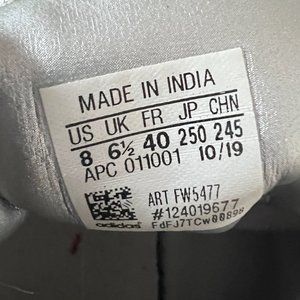 MADE IN INDIA
US UK FR JP CHN
8 6½ 40 250 245
APC 011001 10/19
ART FW5477
#124019677
adidas FdFJ7TCw00898